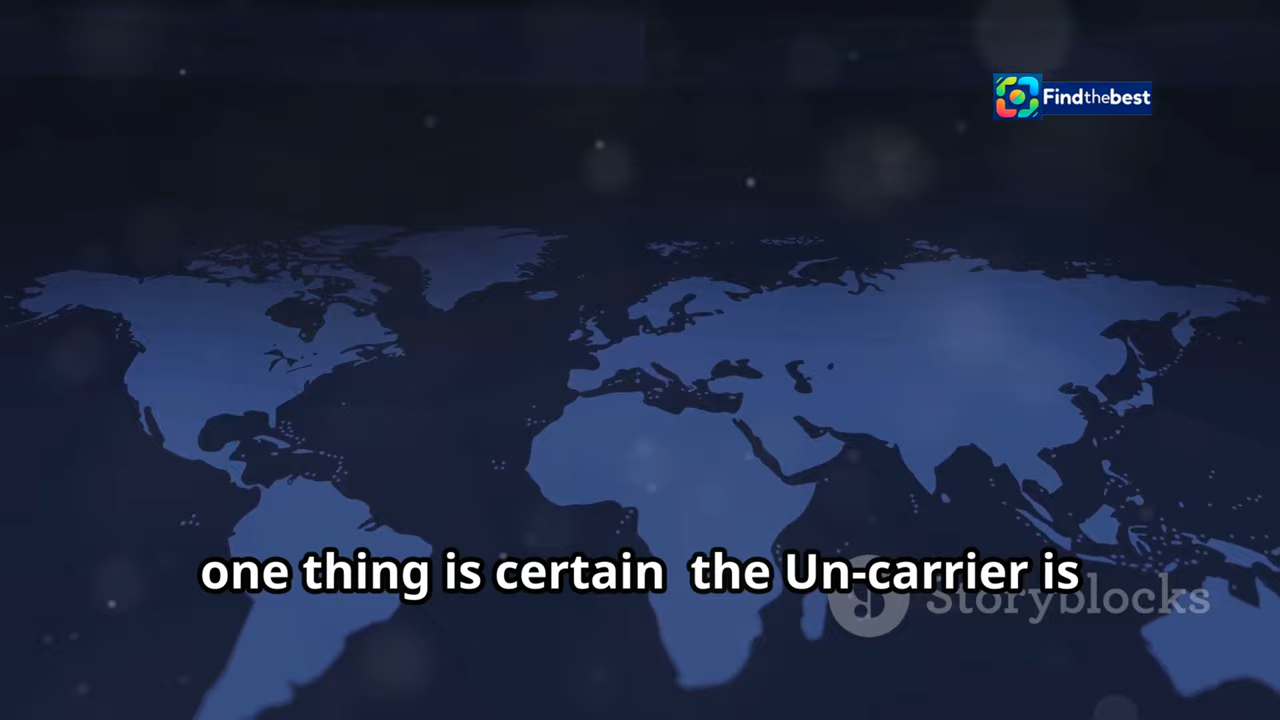 Findthebest
one thing is certain the Un-carrier is
Storyblocks